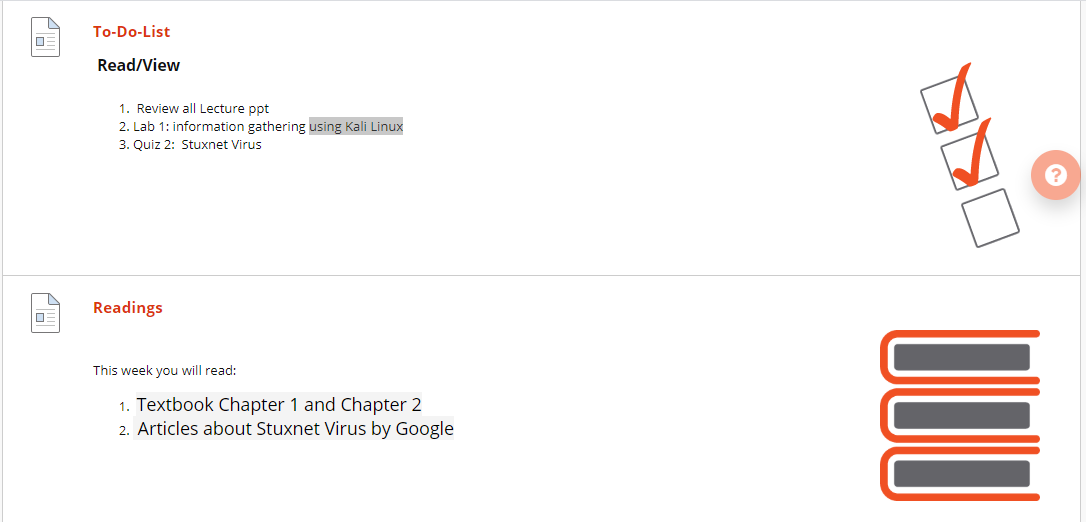 To-Do-List
Read/View
1. Review all Lecture ppt
2. Lab 1: information gathering using Kali Linux
3. Quiz 2: Stuxnet Virus
?
Readings
This week you will read:
1. Textbook Chapter 1 and Chapter 2
2. Articles about Stuxnet Virus by Google